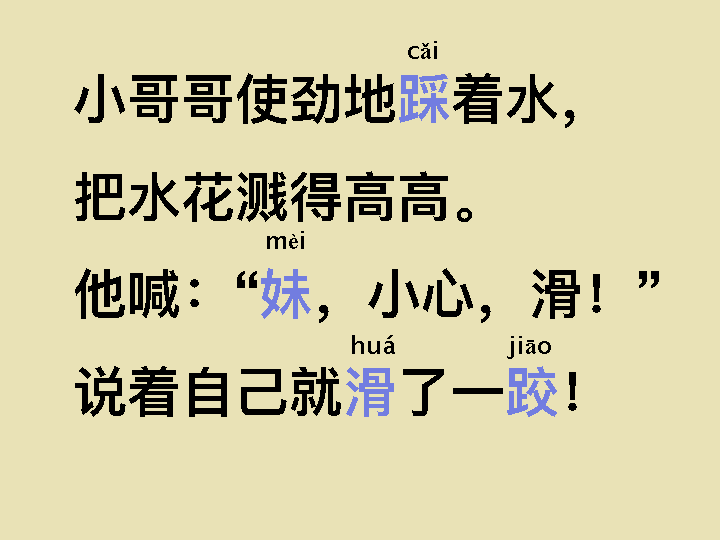 cǎi
小哥哥使劲地踩着水，
把水花溅得高高。
mèi
他喊：“妹，小心，滑！”
huá jiāo
说着自己就滑了一跤！